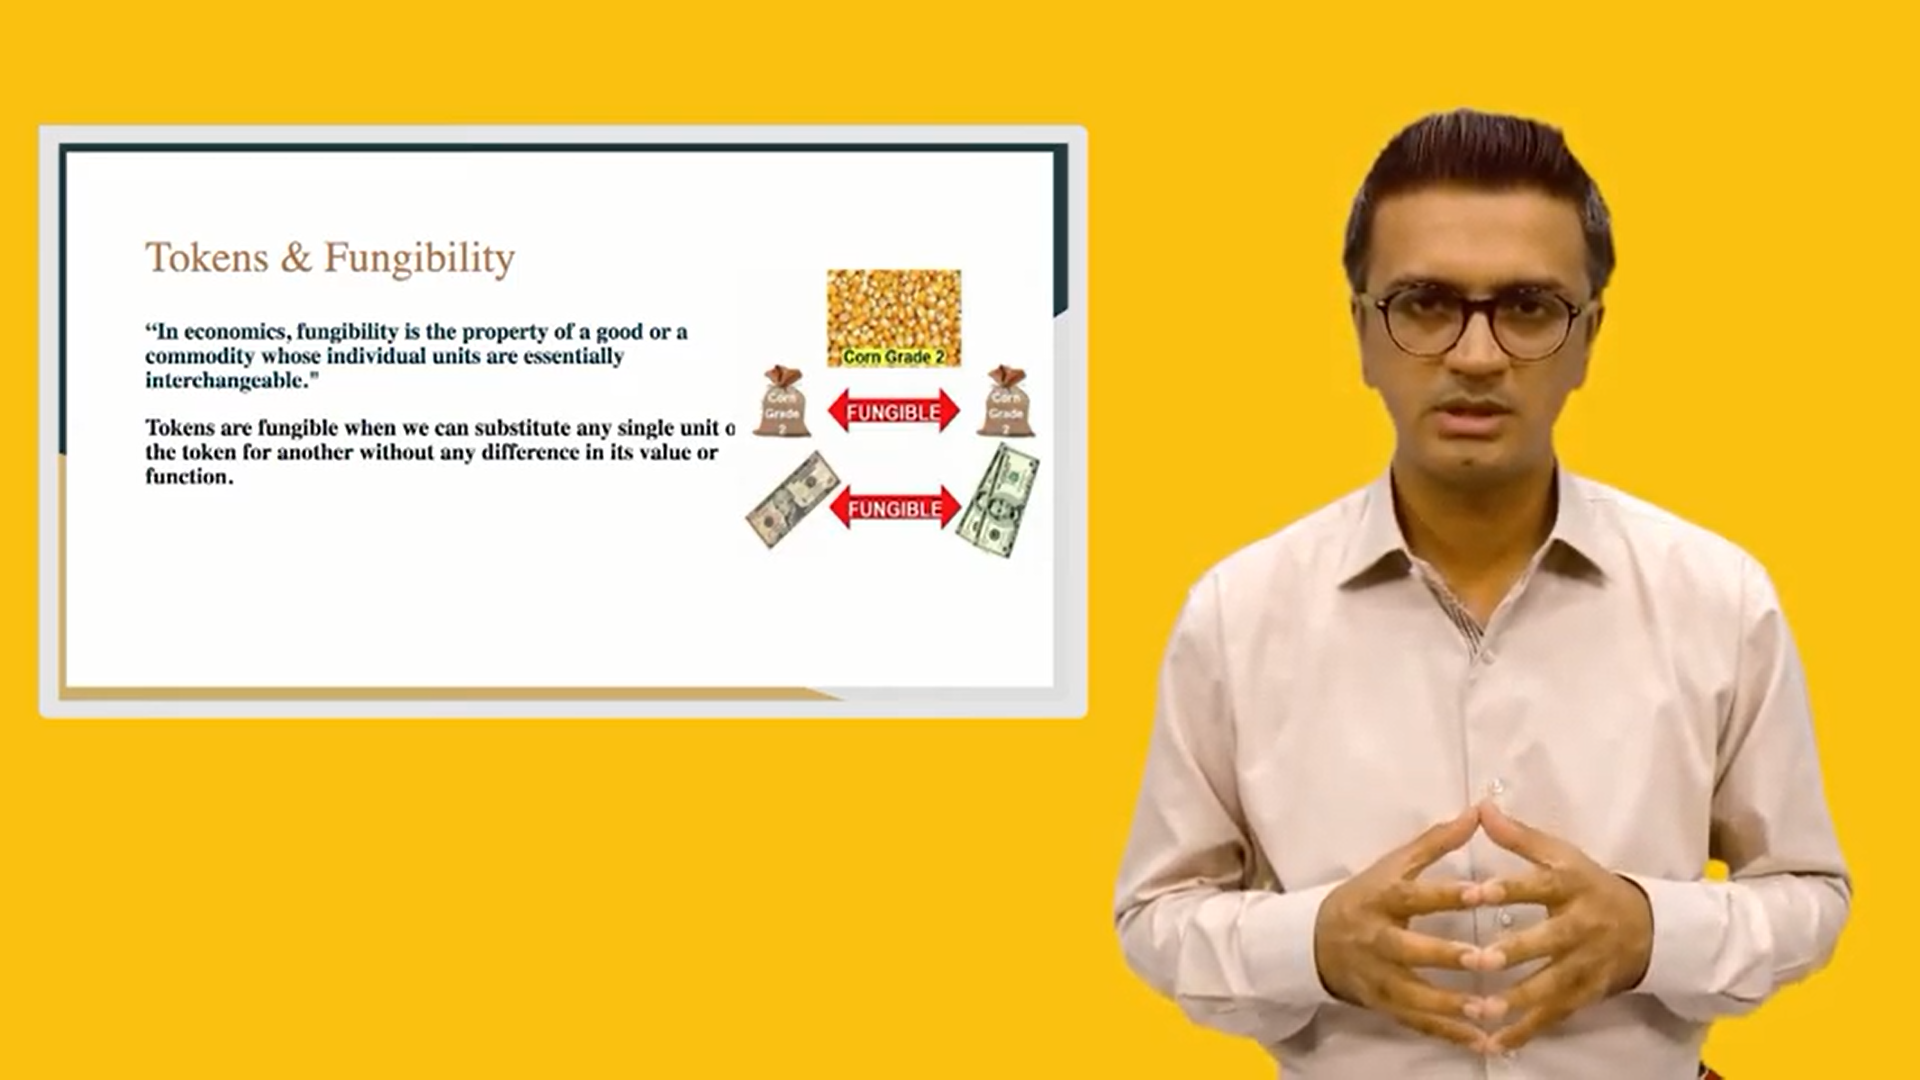 Tokens & Fungibility
“In economics, fungibility is the property of a good or a
commodity whose individual units are essentially
interchangeable."
Tokens are fungible when we can substitute any single unit o
the token for another without any difference in its value or
function.
Corn Grade 2
Corn
Grade
2
FUNGIBLE
Corn
Grade
2
FUNGIBLE